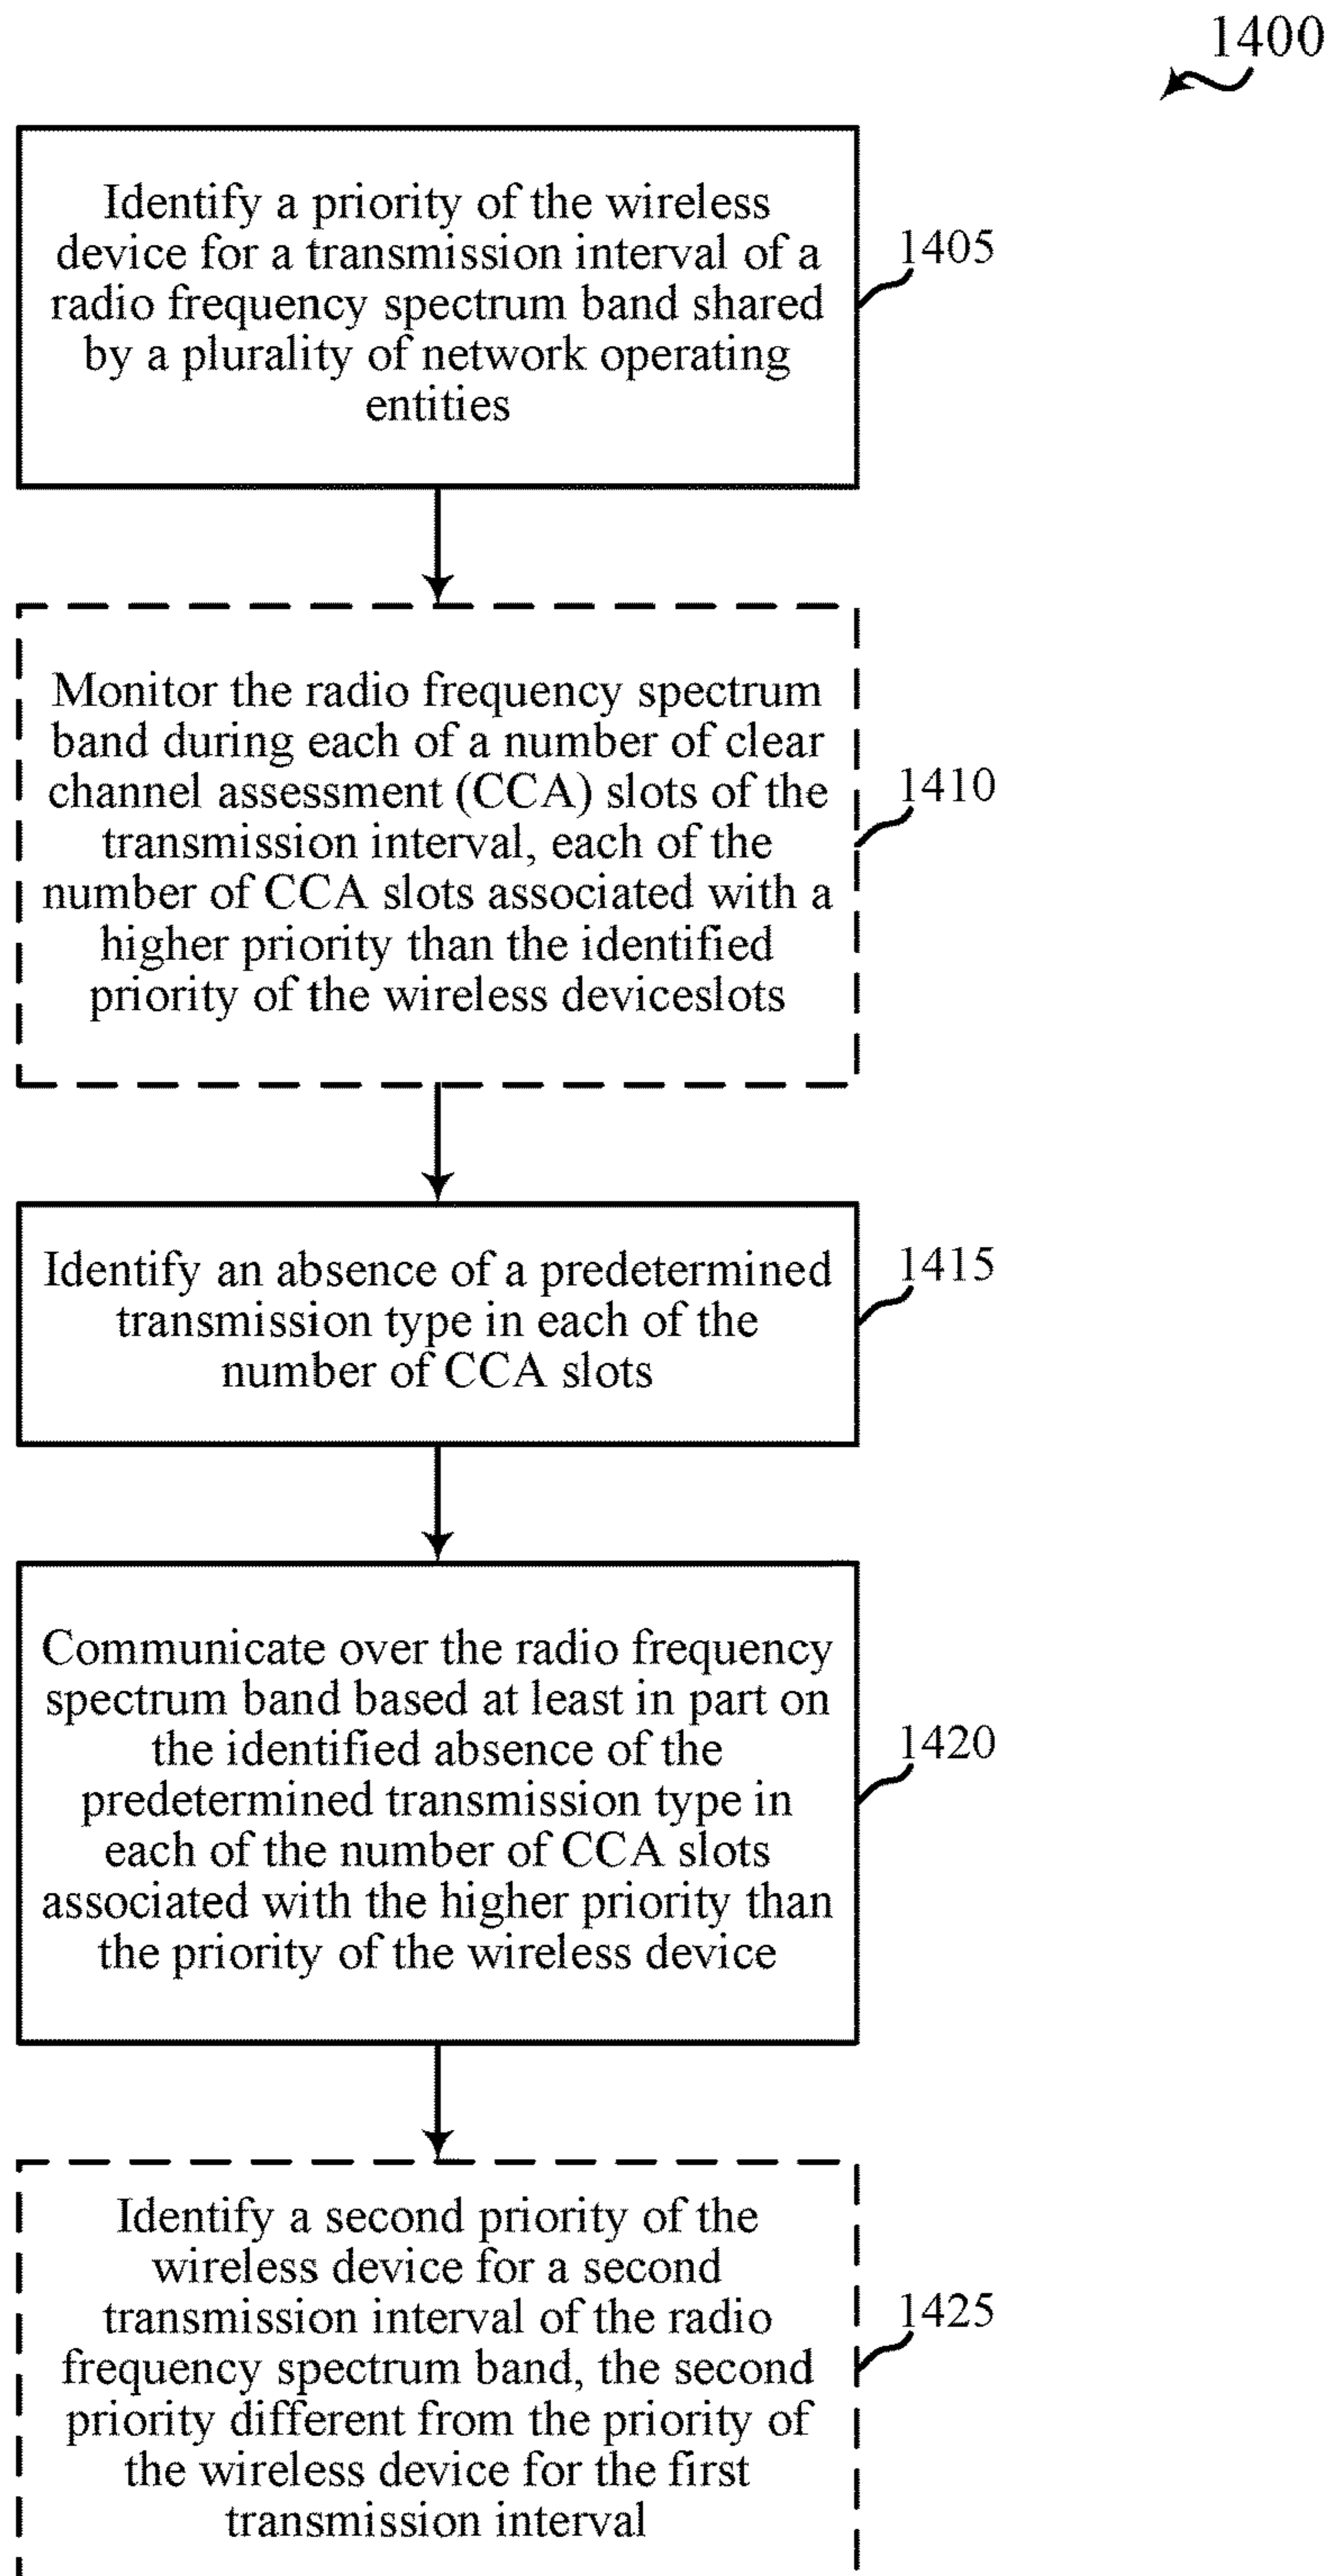 1400
Identify a priority of the wireless
device for a transmission interval of a
radio frequency spectrum band shared
by a plurality of network operating
entities
1405
Monitor the radio frequency spectrum
band during each of a number of clear
channel assessment (CCA) slots of the
transmission interval, each of the
number of CCA slots associated with a
higher priority than the identified
priority of the wireless deviceslots
1410
Identify an absence of a predetermined
transmission type in each of the
number of CCA slots
1415
Communicate over the radio frequency
spectrum band based at least in part on
the identified absence of the
predetermined transmission type in
each of the number of CCA slots
associated with the higher priority than
the priority of the wireless device
1420
Identify a second priority of the
wireless device for a second
transmission interval of the radio
frequency spectrum band, the second
priority different from the priority of
the wireless device for the first
transmission interval
1425